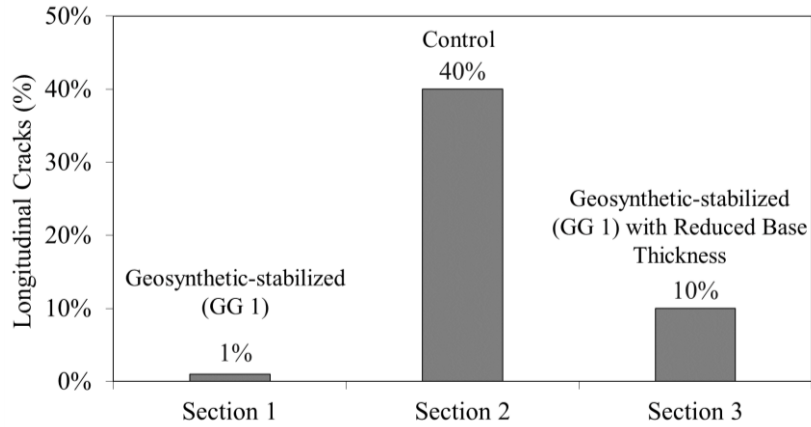 50%
40%
30%
20%
10%
0%
Longitudinal Cracks (%)
Geosynthetic-stabilized
(GG 1)
1%
Control
40%
Geosynthetic-stabilized
(GG 1) with Reduced Base
Thickness
10%
Section 1
Section 2
Section 3